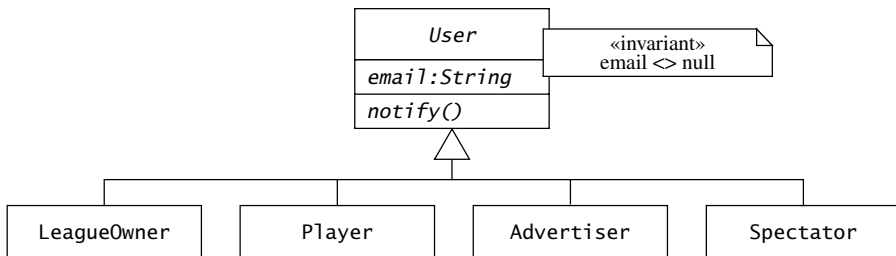 User
«invariant»
email <> null
email:String
notify()
LeagueOwner
Player
Advertiser
Spectator